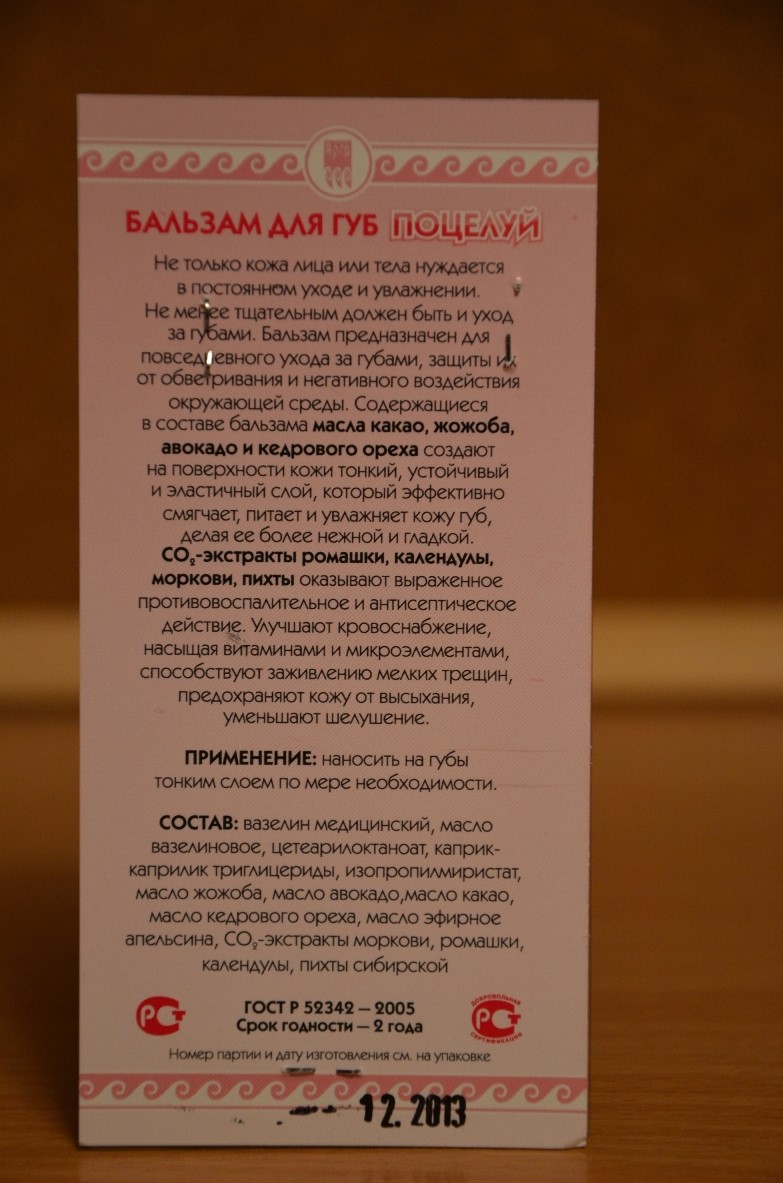 БАЛЬЗАМ ДЛЯ ГУБ ПОЦЕЛУЙ
Не только кожа лица или тела нуждается
в постоянном уходе и увлажнении.
Не менее тщательным должен быть и уход
за губами. Бальзам предназначен для
повседневного ухода за губами, защиты их
от обветривания и негативного воздействия
окружающей среды. Содержащиеся
в составе бальзама масла какао, жожоба,
авокадо и кедрового ореха создают
на поверхности кожи тонкий, устойчивый
и эластичный слой, который эффективно
смягчает, питает и увлажняет кожу губ,
делая ее более нежной и гладкой.
CO₂-экстракты ромашки, календулы,
моркови, пихты оказывают выраженное
противовоспалительное и антисептическое
действие. Улучшают кровоснабжение,
насыщая витаминами и микроэлементами,
способствуют заживлению мелких трещин,
предохраняют кожу от высыхания,
уменьшают шелушение.
ПРИМЕНЕНИЕ: наносить на губы
тонким слоем по мере необходимости.
СОСТАВ: вазелин медицинский, масло
вазелиновое, цетеарилоктаноат, каприк-
каприлик триглицериды, изопропилмиристат,
масло жожоба, масло авокадо,масло какао,
масло кедрового ореха, масло эфирное
апельсина, CO₂-экстракты моркови, ромашки,
календулы, пихты сибирской
РСТ
ГОСТ Р 52342 – 2005
Срок годности – 2 года
ДОБРОВОЛЬНАЯ
РСТ
СЕРТИФИКАЦИЯ
Номер партии и дату изготовления см. на упаковке
12. 2013